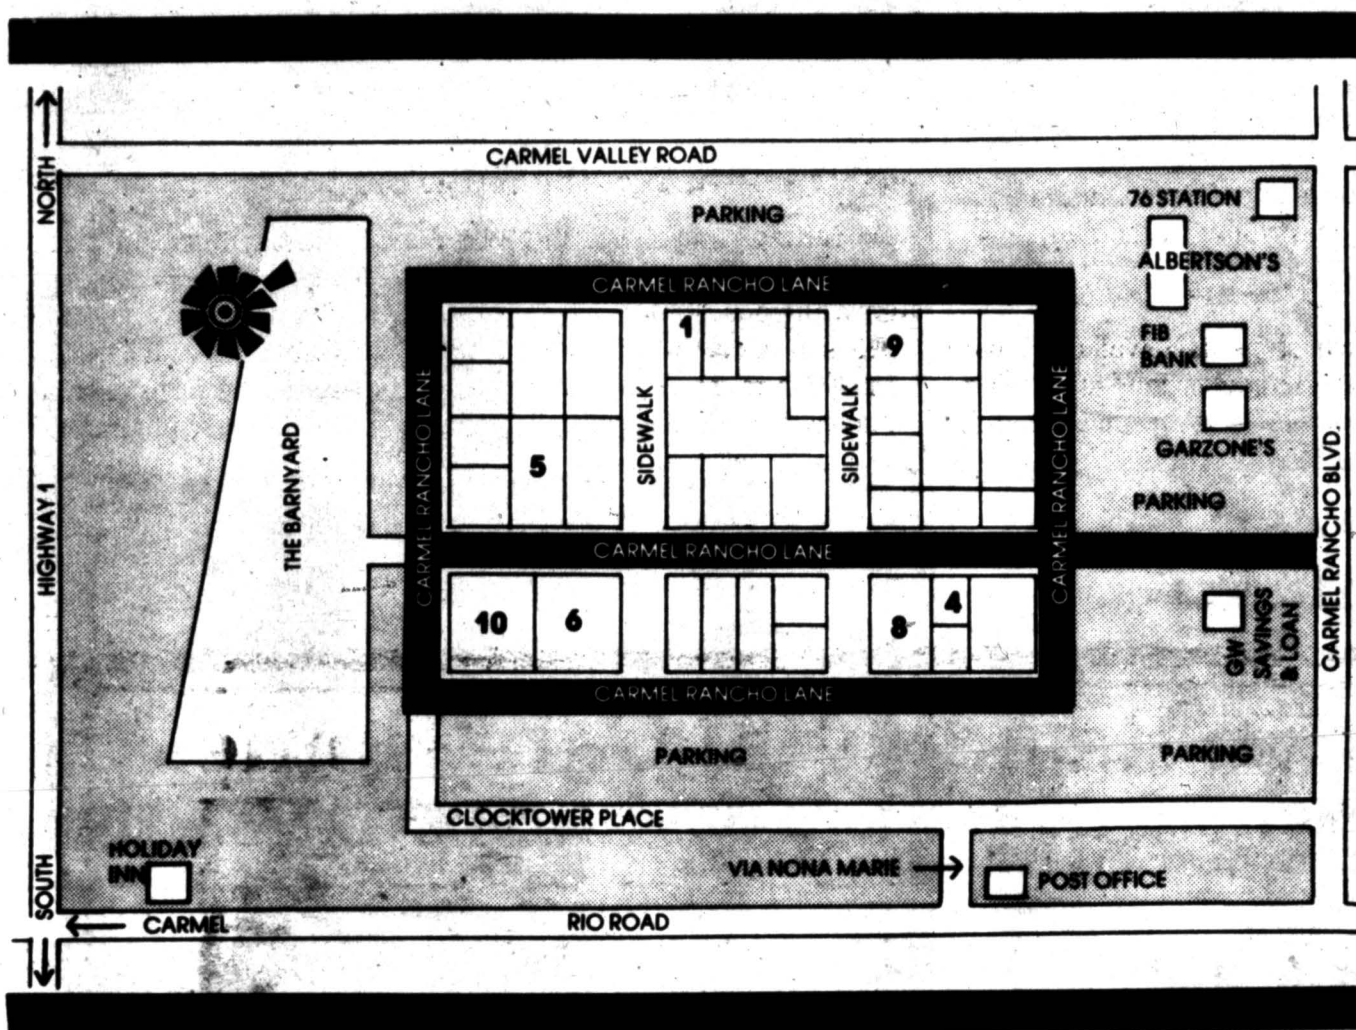 NORTH
CARMEL VALLEY ROAD
PARKING
76 STATION
ALBERTSON'S
CARMEL RANCHO LANE
1
9
FIB
BANK
GARZONE'S
PARKING
CARMEL RANCHO LANE
5
SIDEWALK
SIDEWALK
CARMEL RANCHO LANE
THE BARNYARD
HIGHWAY 1
CARMEL RANCHO BLVD.
CARMEL RANCHO LANE
10
6
8
4
GW
SAVINGS
& LOAN
CARMEL RANCHO LANE
PARKING
PARKING
CLOCKTOWER PLACE
HOLIDAY
INN
VIA NONA MARIE
POST OFFICE
SOUTH
CARMEL
RIO ROAD